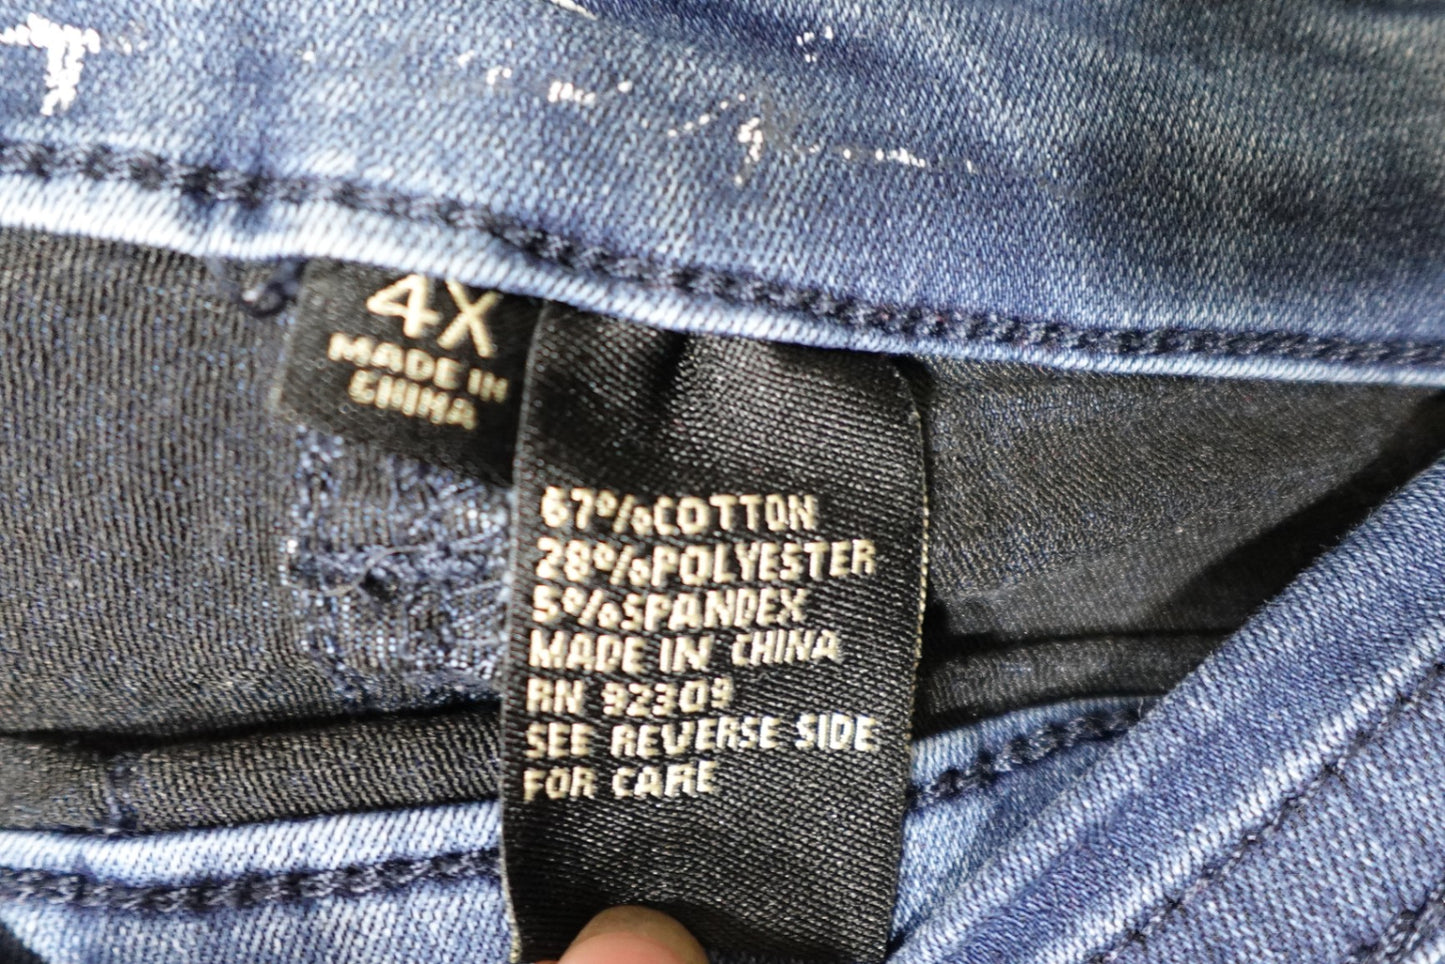 4X
MADE IN
CHINA
67%COTTON
28%POLYESTER
5%SPANDEX
MADE IN CHINA
RN 92309
SEE REVERSE SIDE
FOR CARE